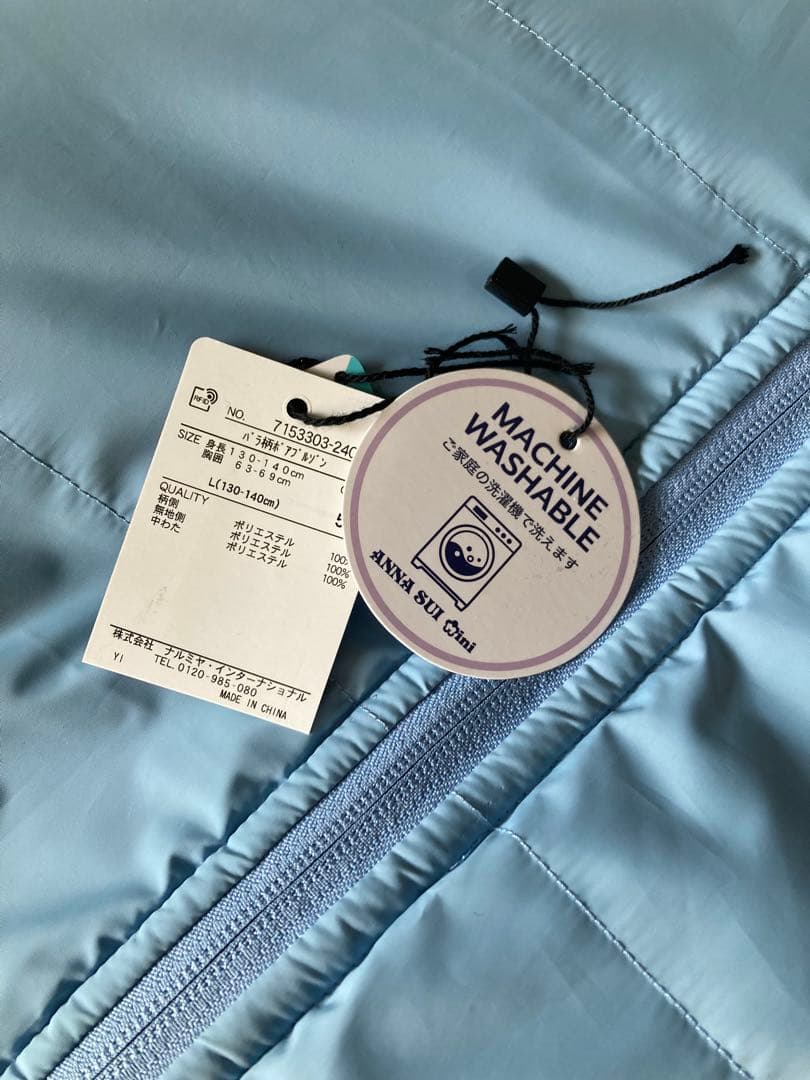 RFID
NO. 7153303-240
バラ柄ボアブルゾン
SIZE 身長 130-140cm
胸囲 63-69cm
L(130-140cm)
QUALITY
柄側 ポリエステル 100%
無地側 ポリエステル 100%
中わた ポリエステル 100%
株式会社 ナルミヤ・インターナショナル
YI TEL.0120-985-080
MADE IN CHINA
MACHINE
WASHABLE
ご家庭の洗濯機で洗えます
ANNA SUI mini